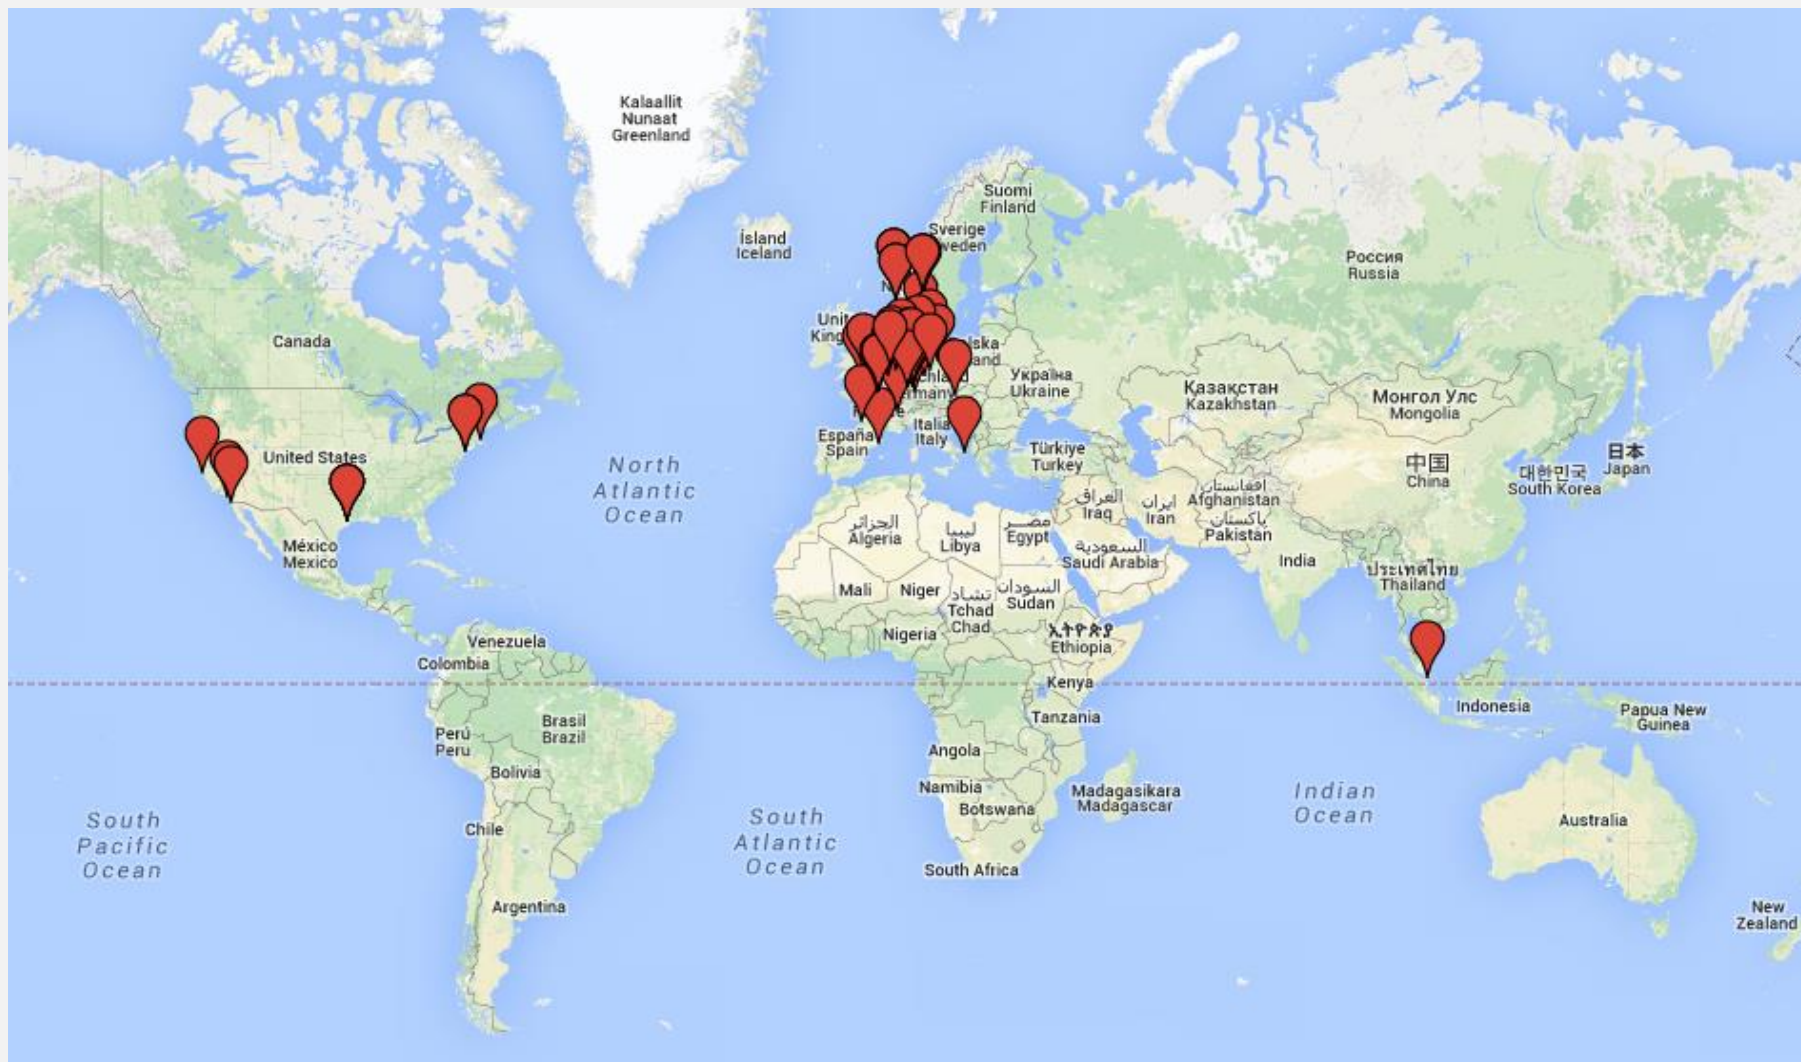 Kalaallit
Nunaat
Greenland
Suomi
Finland
Sverige
weden
Ísland
Iceland
Россия
Russia
Canada
Unit
King
lska
and
Україна
Ukraine
Қазақстан
Kazakhstan
Монгол Улс
Mongolia
United States
España
Spain
Italia
Italy
Türkiye
Turkey
中国
China
대한민국
South Korea
日本
Japan
North
Atlantic
Ocean
México
Mexico
الجزائر
Algeria
ليبيا
Libya
مصر
Egypt
العراق
Iraq
ایران
Iran
افغانستان
Afghanistan
پاکستان
Pakistan
السعودية
Saudi Arabia
India
ประเทศไทย
Thailand
Mali
Niger
تشاد
Tchad
Chad
السودان
Sudan
Nigeria
ኢትዮጵያ
Ethiopia
Venezuela
Colombia
Kenya
Indonesia
Papua New
Guinea
Tanzania
Brasil
Brazil
Perú
Peru
Bolivia
Angola
Namibia
Botswana
Madagasikara
Madagascar
Indian
Ocean
South
Pacific
Ocean
Chile
South
Atlantic
Ocean
Australia
South Africa
Argentina
New
Zealand